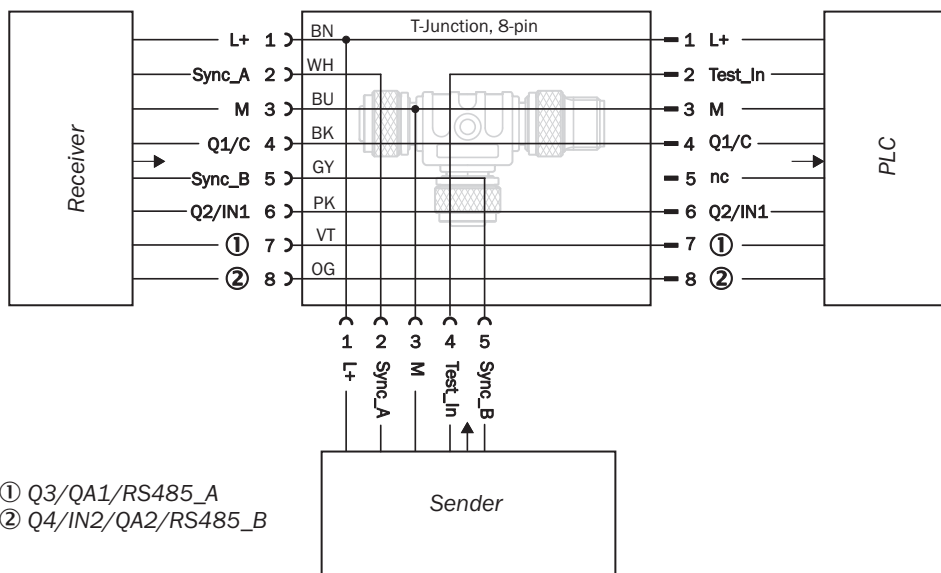 T-Junction, 8-pin
L+ 1 BN 1 L+
Sync_A 2 WH 2 Test_In
M 3 BU 3 M
Q1/C 4 BK 4 Q1/C
Sync_B 5 GY 5 nc
Q2/IN1 6 PK 6 Q2/IN1
① 7 VT 7 ①
② 8 OG 8 ②
Receiver
PLC
1 2 3 4 5
L+ Sync_A M Test_In Sync_B
Sender
① Q3/QA1/RS485_A
② Q4/IN2/QA2/RS485_B